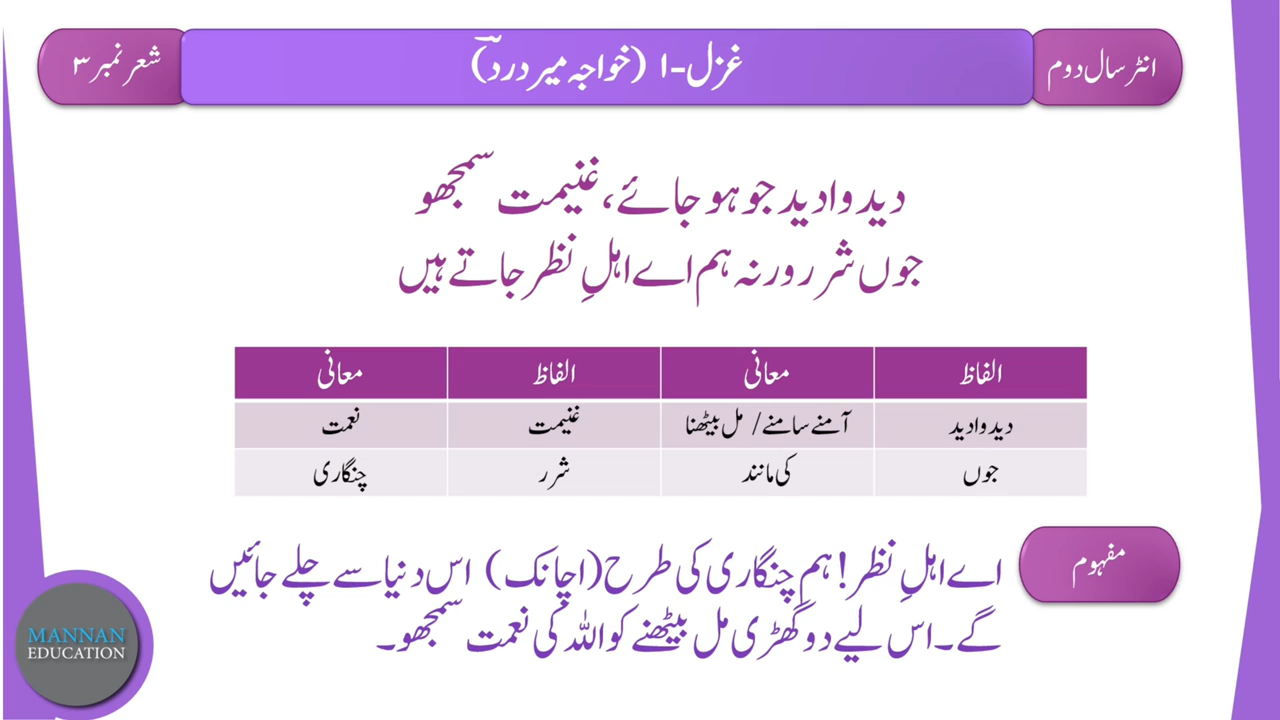 انٹر سال دوم
غزل-۱ (خواجہ میر دردؔ)
شعر نمبر ۳
دید وادید جو ہو جائے، غنیمت سمجھو
جوں شرر ورنہ ہم اے اہلِ نظر جاتے ہیں
الفاظ معانی الفاظ معانی
دید وادید آمنے سامنے/ مل بیٹھنا غنیمت نعمت
جوں کی مانند شرر چنگاری
مفہوم
اے اہلِ نظر! ہم چنگاری کی طرح (اچانک) اس دنیا سے چلے جائیں
گے۔ اس لیے دو گھڑی مل بیٹھنے کو اللہ کی نعمت سمجھو۔
MANNAN
EDUCATION